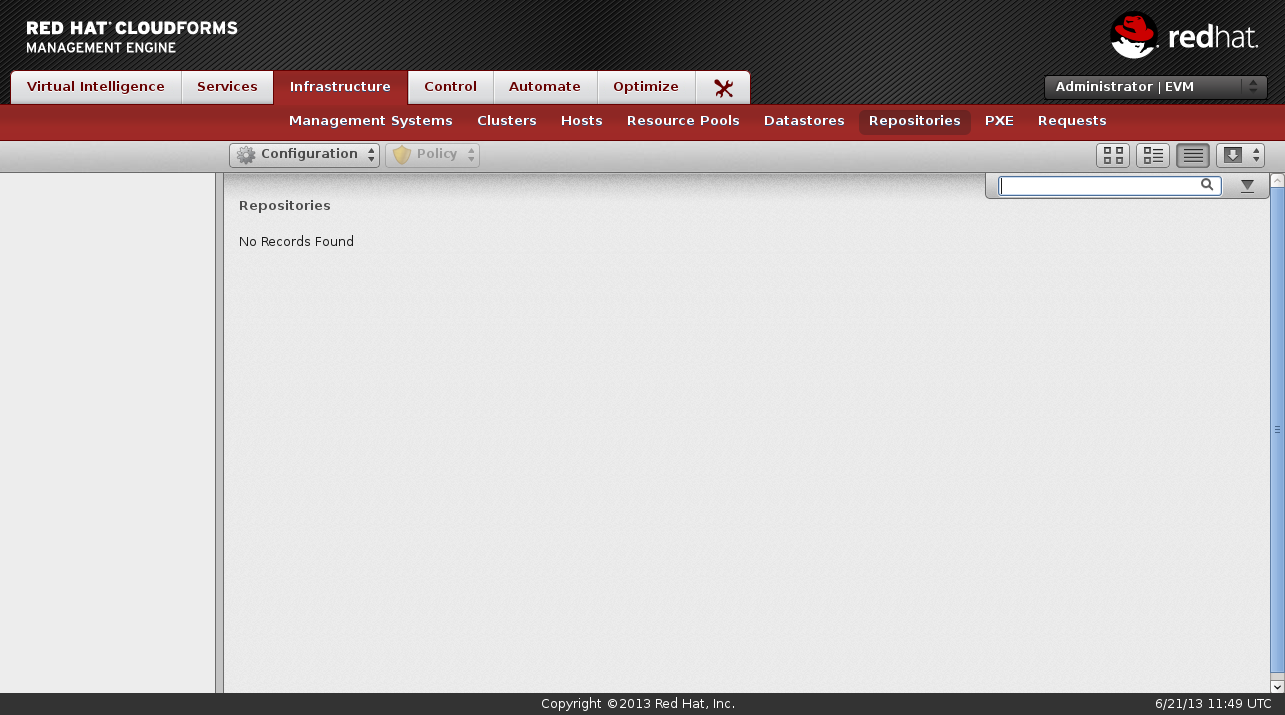 RED HAT CLOUDFORMS
MANAGEMENT ENGINE
redhat.
Virtual Intelligence Services Infrastructure Control Automate Optimize
Administrator | EVM
Management Systems Clusters Hosts Resource Pools Datastores Repositories PXE Requests
Configuration Policy
Repositories
No Records Found
Copyright ©2013 Red Hat, Inc.
6/21/13 11:49 UTC